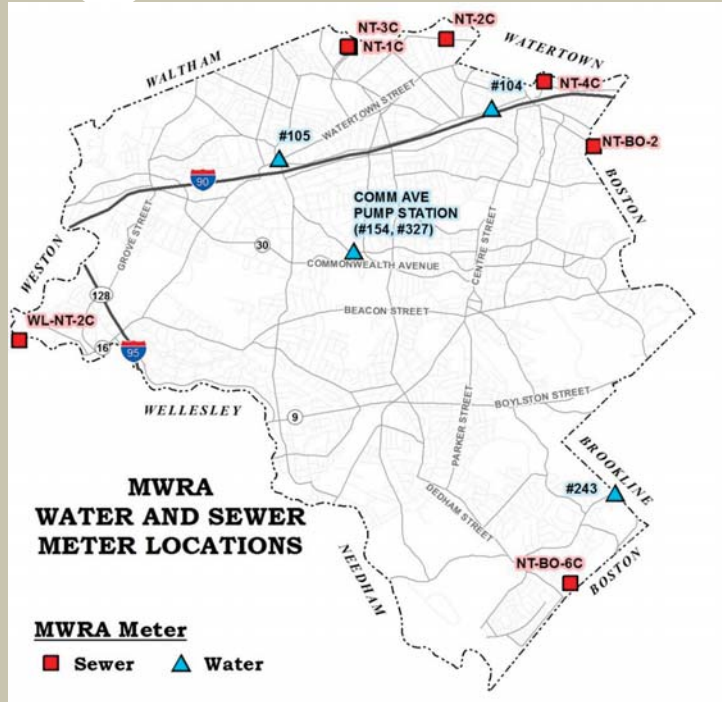 NT-3C
NT-1C
NT-2C
WATERTOWN
WALTHAM
#104
NT-4C
WATERTOWN STREET
#105
NT-BO-2
BOSTON
90
COMM AVE
PUMP STATION
(#154, #327)
GROVE STREET
CENTRE STREET
WESTON
30
COMMONWEALTH AVENUE
128
BEACON STREET
WL-NT-2C
16
95
WELLESLEY
9
BOYLSTON STREET
PARKER STREET
BROOKLINE
#243
DEDHAM STREET
MWRA
WATER AND SEWER
METER LOCATIONS
NEEDHAM
NT-BO-6C
BOSTON
MWRA Meter
Sewer
Water